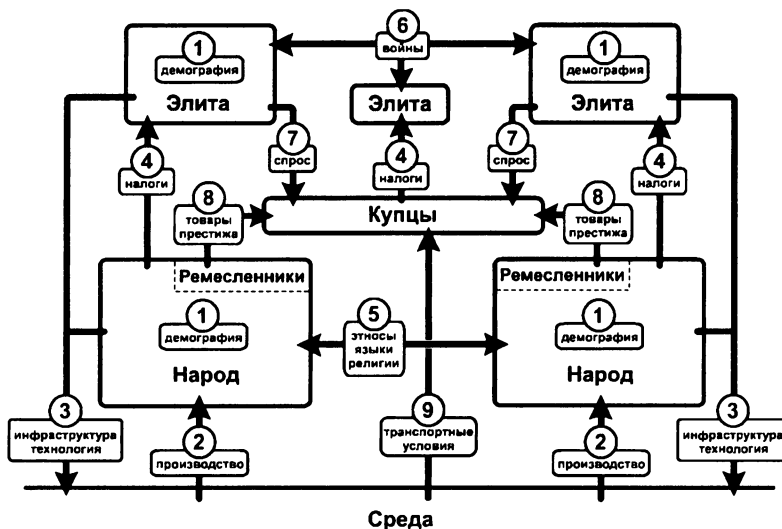 6
войны
1
демография
Элита
Элита
1
демография
Элита
4
налоги
7
спрос
4
налоги
7
спрос
4
налоги
8
товары
престижа
Купцы
8
товары
престижа
Ремесленники
1
демография
Народ
5
этносы
языки
религии
Ремесленники
1
демография
Народ
3
инфраструктура
технология
2
производство
9
транспортные
условия
2
производство
3
инфраструктура
технология
Среда